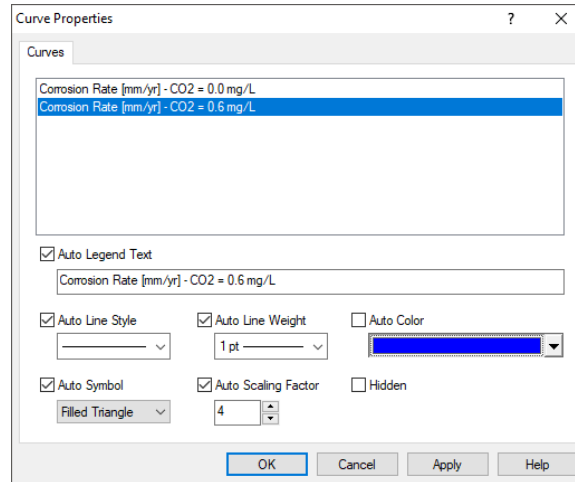 Curve Properties
?
Curves
Corrosion Rate [mm/yr] - CO2 = 0.0 mg/L
Corrosion Rate [mm/yr] - CO2 = 0.6 mg/L
Auto Legend Text
Corrosion Rate [mm/yr] - CO2 = 0.6 mg/L
Auto Line Style
Auto Line Weight
Auto Color
1 pt
Auto Symbol
Auto Scaling Factor
Hidden
Filled Triangle
4
OK
Cancel
Apply
Help